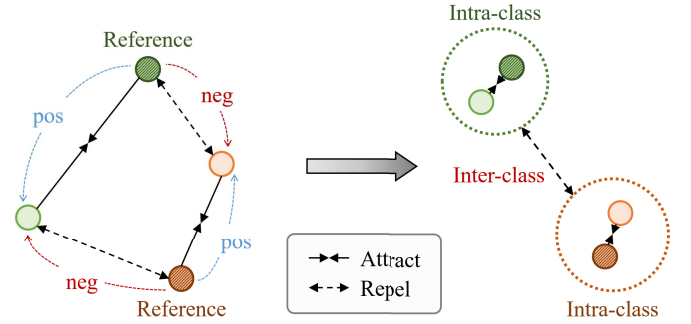 Intra-class
Reference
neg
pos
Inter-class
pos
Attract
neg
Repel
Reference
Intra-class